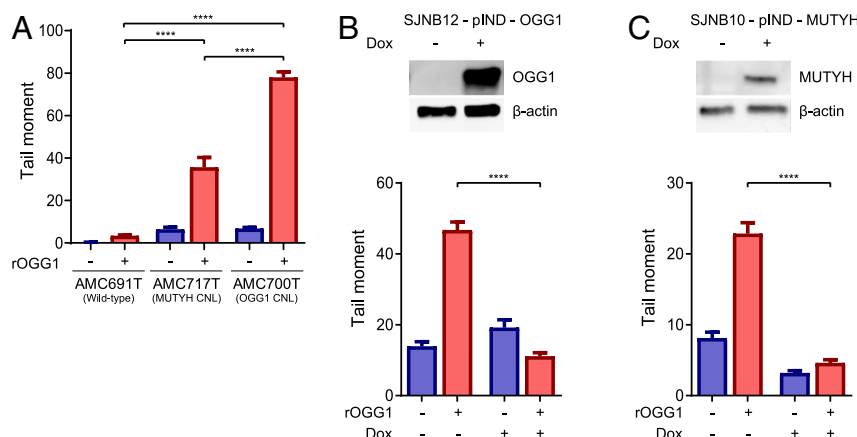 A
Tail moment
100
80
60
40
20
0
**** 
****
****
rOGG1 - + - + - +
AMC691T AMC717T AMC700T
(Wild-type) (MUTYH CNL) (OGG1 CNL)
B
SJNB12 - pIND - OGG1
Dox - +
OGG1
β-actin
Tail moment
60
40
20
0
****
rOGG1 - + - +
Dox + +
C
SJNB10 - pIND - MUTYH
Dox - +
MUTYH
β-actin
Tail moment
30
20
10
0
****
rOGG1 - + - +
Dox + +